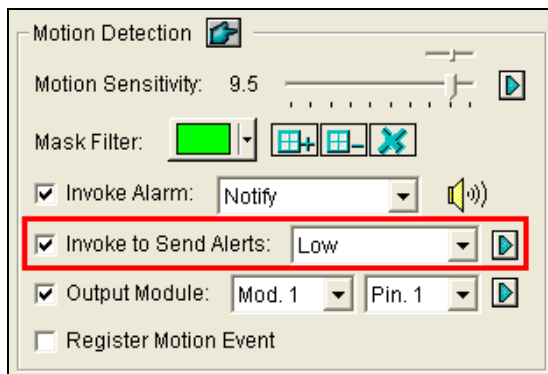 Motion Detection
Motion Sensitivity: 9.5
Mask Filter:
Invoke Alarm: Notify
Invoke to Send Alerts: Low
Output Module: Mod. 1 Pin. 1
Register Motion Event